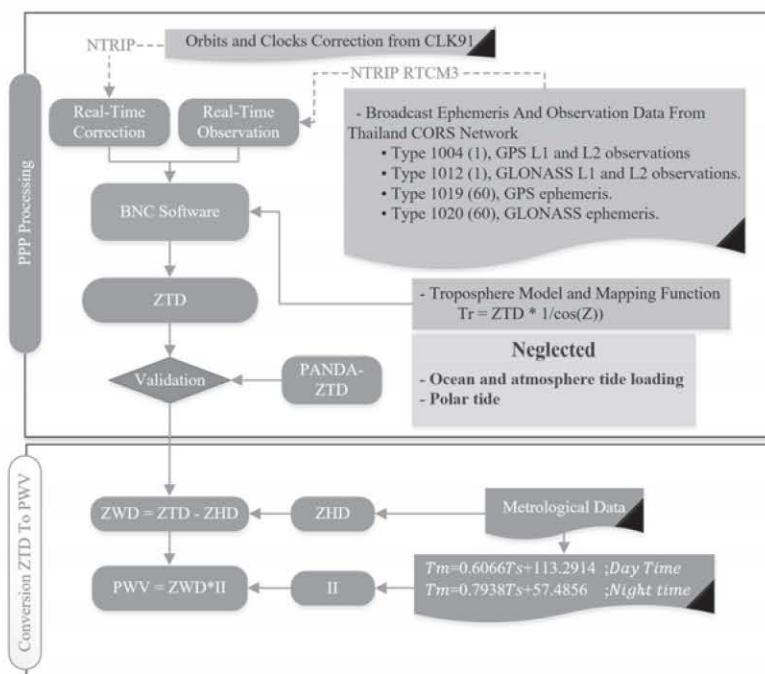 PPP Processing
NTRIP
Orbits and Clocks Correction from CLK91
NTRIP RTCM3
Real-Time
Correction
Real-Time
Observation
- Broadcast Ephemeris And Observation Data From
Thailand CORS Network
• Type 1004 (1), GPS L1 and L2 observations
• Type 1012 (1), GLONASS L1 and L2 observations.
• Type 1019 (60), GPS ephemeris.
• Type 1020 (60), GLONASS ephemeris.
BNC Software
ZTD
- Troposphere Model and Mapping Function
Tr = ZTD * 1/cos(Z))
Neglected
- Ocean and atmosphere tide loading
- Polar tide
Validation
PANDA-
ZTD
Conversion ZTD To PWV
ZWD = ZTD - ZHD
ZHD
Metrological Data
PWV = ZWD*II
II
Tm=0.6066Ts+113.2914 ;Day Time
Tm=0.7938Ts+57.4856 ;Night time